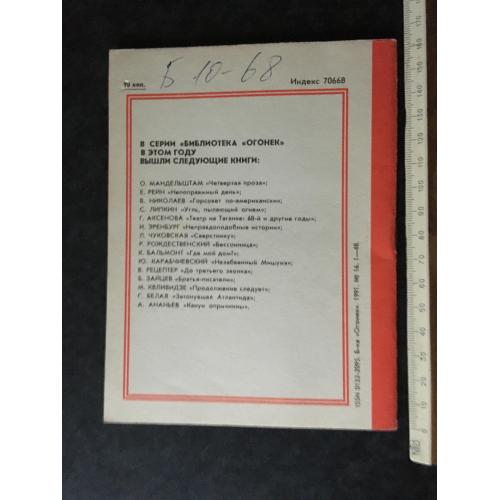 Б 10-68
70 коп.
Индекс 70668
В СЕРИИ «БИБЛИОТЕКА «ОГОНЕК»
В ЭТОМ ГОДУ
ВЫШЛИ СЛЕДУЮЩИЕ КНИГИ:
О. МАНДЕЛЬШТАМ «Четвертая проза»;
Е. РЕЙН «Непоправимый день»;
В. НИКОЛАЕВ «Горсовет по-американски»;
С. ЛИПКИН «Угль, пылающий огнем»;
Г. АКСЕНОВА «Театр на Таганке: 68-й и другие годы»;
И. ЭРЕНБУРГ «Неправдоподобные истории»;
Л. ЧУКОВСКАЯ «Сверстнику»;
Р. РОЖДЕСТВЕНСКИЙ «Бессонница»;
К. БАЛЬМОНТ «Где мой дом?»;
Ю. КАРАБЧИЕВСКИЙ «Незабвенный Мишуня»;
В. РЕЦЕПТЕР «До третьего звонка»;
Б. ЗАЙЦЕВ «Братья-писатели»;
М. КВЛИВИДЗЕ «Продолжение следует»;
Г. БЕЛАЯ «Затонувшая Атлантида»;
А. АНАНЬЕВ «Канун опричнины».
ISSN 0132-2095. Б-ка «Огонек». 1991. № 16. 1—48.